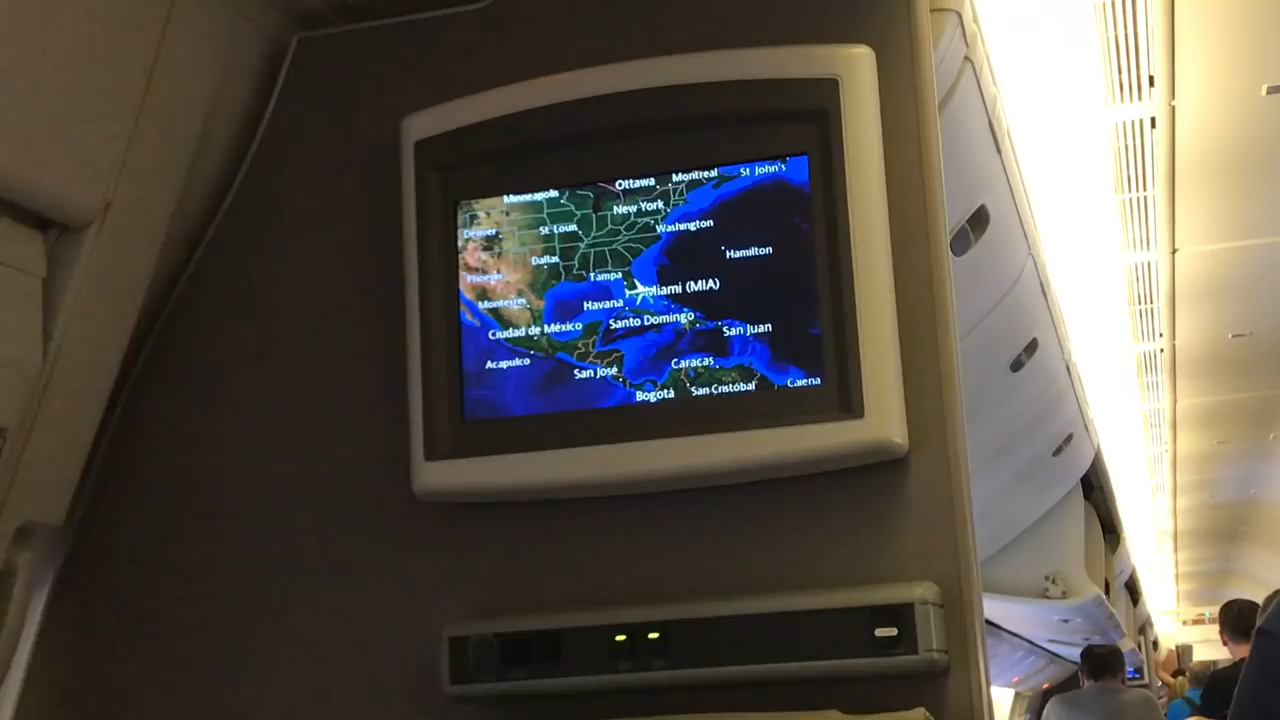 Minneapolis
Ottawa
Montreal
St John's
New York
Denver
St. Louis
Washington
Dallas
Hamilton
Phoenix
Tampa
Miami (MIA)
Monterrey
Havana
Ciudad de México
Santo Domingo
San Juan
Acapulco
San José
Caracas
Bogotá
San Cristóbal
Caiena